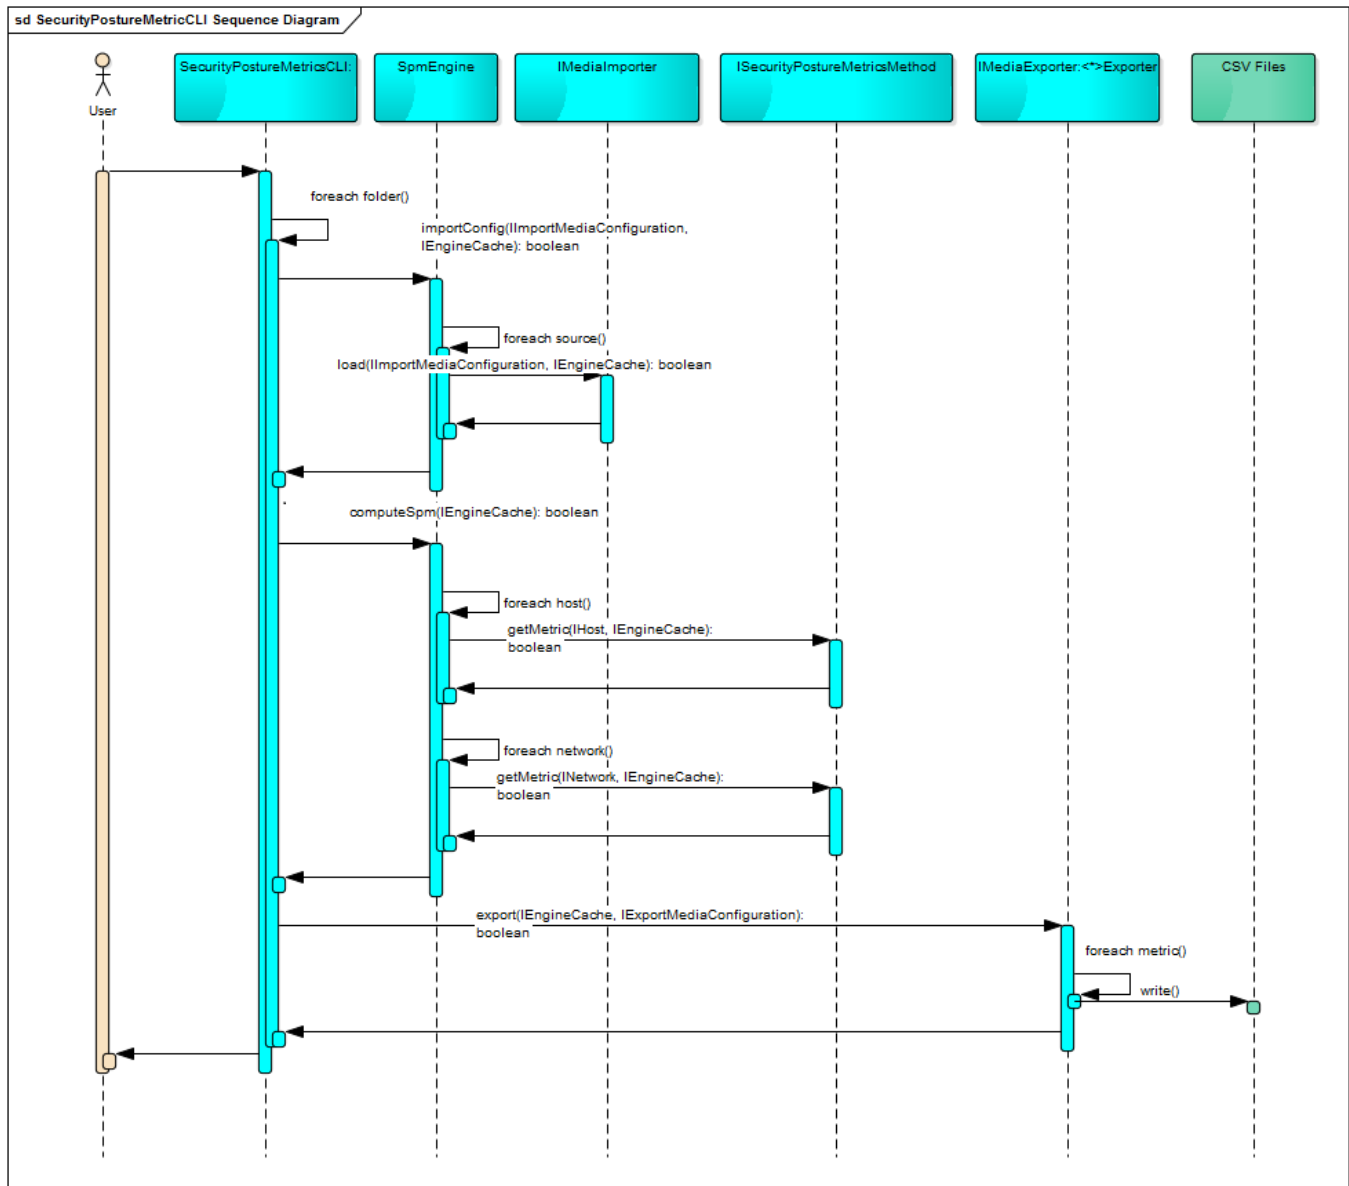 sd SecurityPostureMetricCLI Sequence Diagram
User
SecurityPostureMetricsCLI:
SpmEngine
IMediaImporter
ISecurityPostureMetricsMethod
IMediaExporter:<*>Exporter
CSV Files
foreach folder()
importConfig(IImportMediaConfiguration,
IEngineCache): boolean
foreach source()
load(IImportMediaConfiguration, IEngineCache): boolean
computeSpm(IEngineCache): boolean
foreach host()
getMetric(IHost, IEngineCache):
boolean
foreach network()
getMetric(INetwork, IEngineCache):
boolean
export(IEngineCache, IExportMediaConfiguration):
boolean
foreach metric()
write()